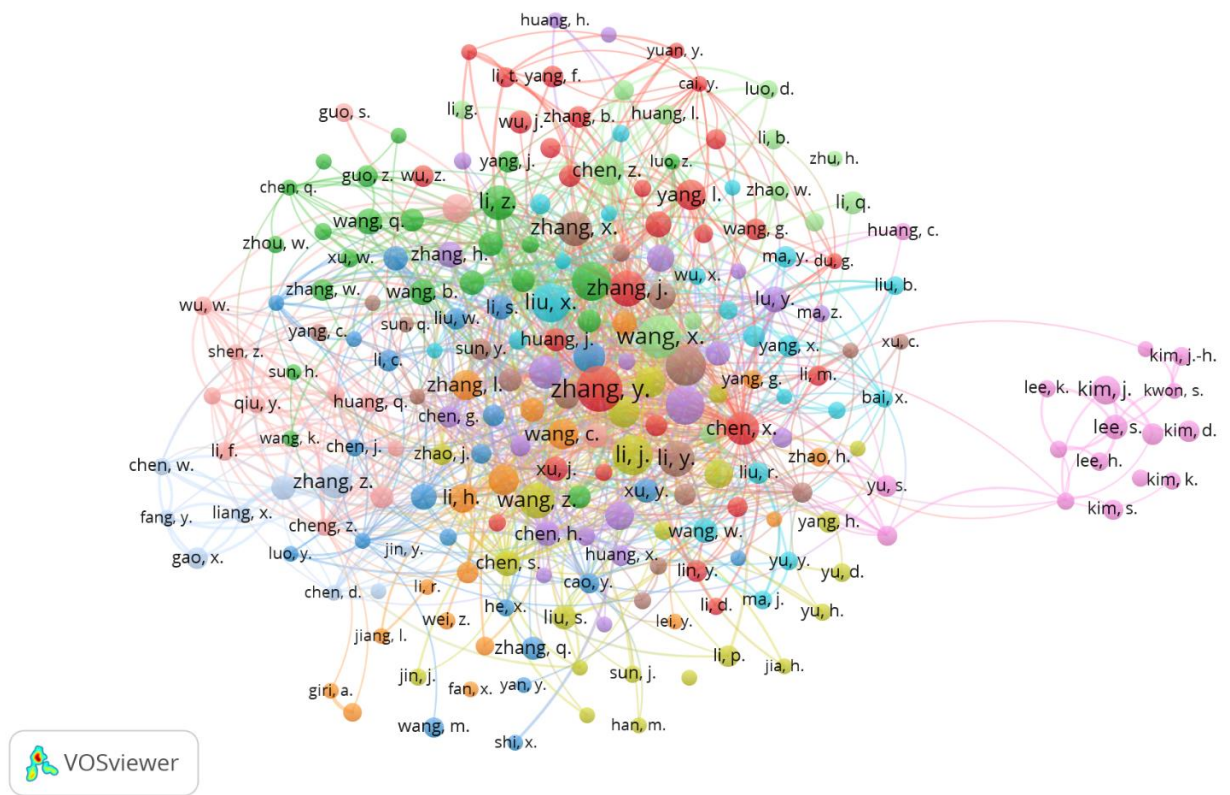 huang, h.
yuan, y.
li, t.
yang, f.
cai, y.
luo, d.
li, g.
guo, s.
wu, j.
zhang, b.
huang, l.
li, b.
yang, j.
chen, z.
luo, z.
zhu, h.
chen, q.
guo, z.
wu, z.
zhao, w.
li, z.
yang, l.
li, q.
wang, q.
zhang, x.
wang, g.
huang, c.
zhou, w.
xu, w.
zhang, h.
ma, y.
du, g.
wu, x.
zhang, w.
wang, b.
zhang, j.
liu, b.
wu, w.
li, s.
liu, x.
lu, y.
ma, z.
yang, c.
sun, q.
liu, w.
huang, j.
wang, x.
yang, x.
xu, c.
shen, z.
li, c.
sun, y.
kim, j.-h.
sun, h.
zhang, l.
zhang, y.
yang, g.
li, m.
lee, k.
kim, j.
kwon, s.
qiu, y.
huang, q.
bai, x.
chen, g.
wang, c.
chen, x.
lee, s.
kim, d.
wang, k.
li, f.
chen, j.
zhao, j.
li, j.
li, y.
zhao, h.
lee, h.
chen, w.
zhang, z.
xu, j.
liu, r.
yu, s.
kim, k.
li, h.
wang, z.
xu, y.
kim, s.
fang, y.
liang, x.
cheng, z.
chen, h.
wang, w.
yang, h.
gao, x.
luo, y.
jin, y.
chen, s.
huang, x.
yu, y.
yu, d.
lin, y.
chen, d.
li, r.
cao, y.
he, x.
liu, s.
li, d.
ma, j.
yu, h.
jiang, l.
wei, z.
lei, y.
zhang, q.
li, p.
jia, h.
jin, j.
sun, j.
giri, a.
fan, x.
yan, y.
wang, m.
han, m.
shi, x.
VOSviewer